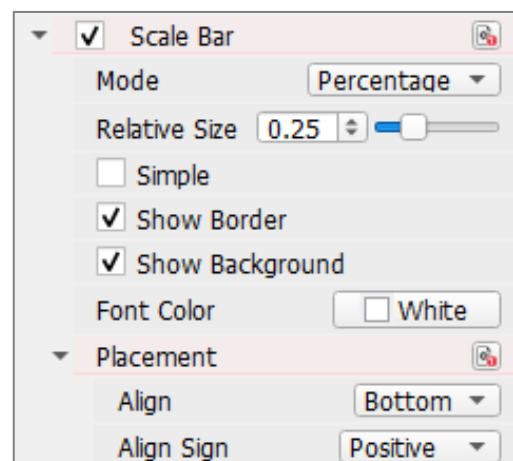 Scale Bar
Mode Percentage
Relative Size 0.25
Simple
Show Border
Show Background
Font Color White
Placement
Align Bottom
Align Sign Positive